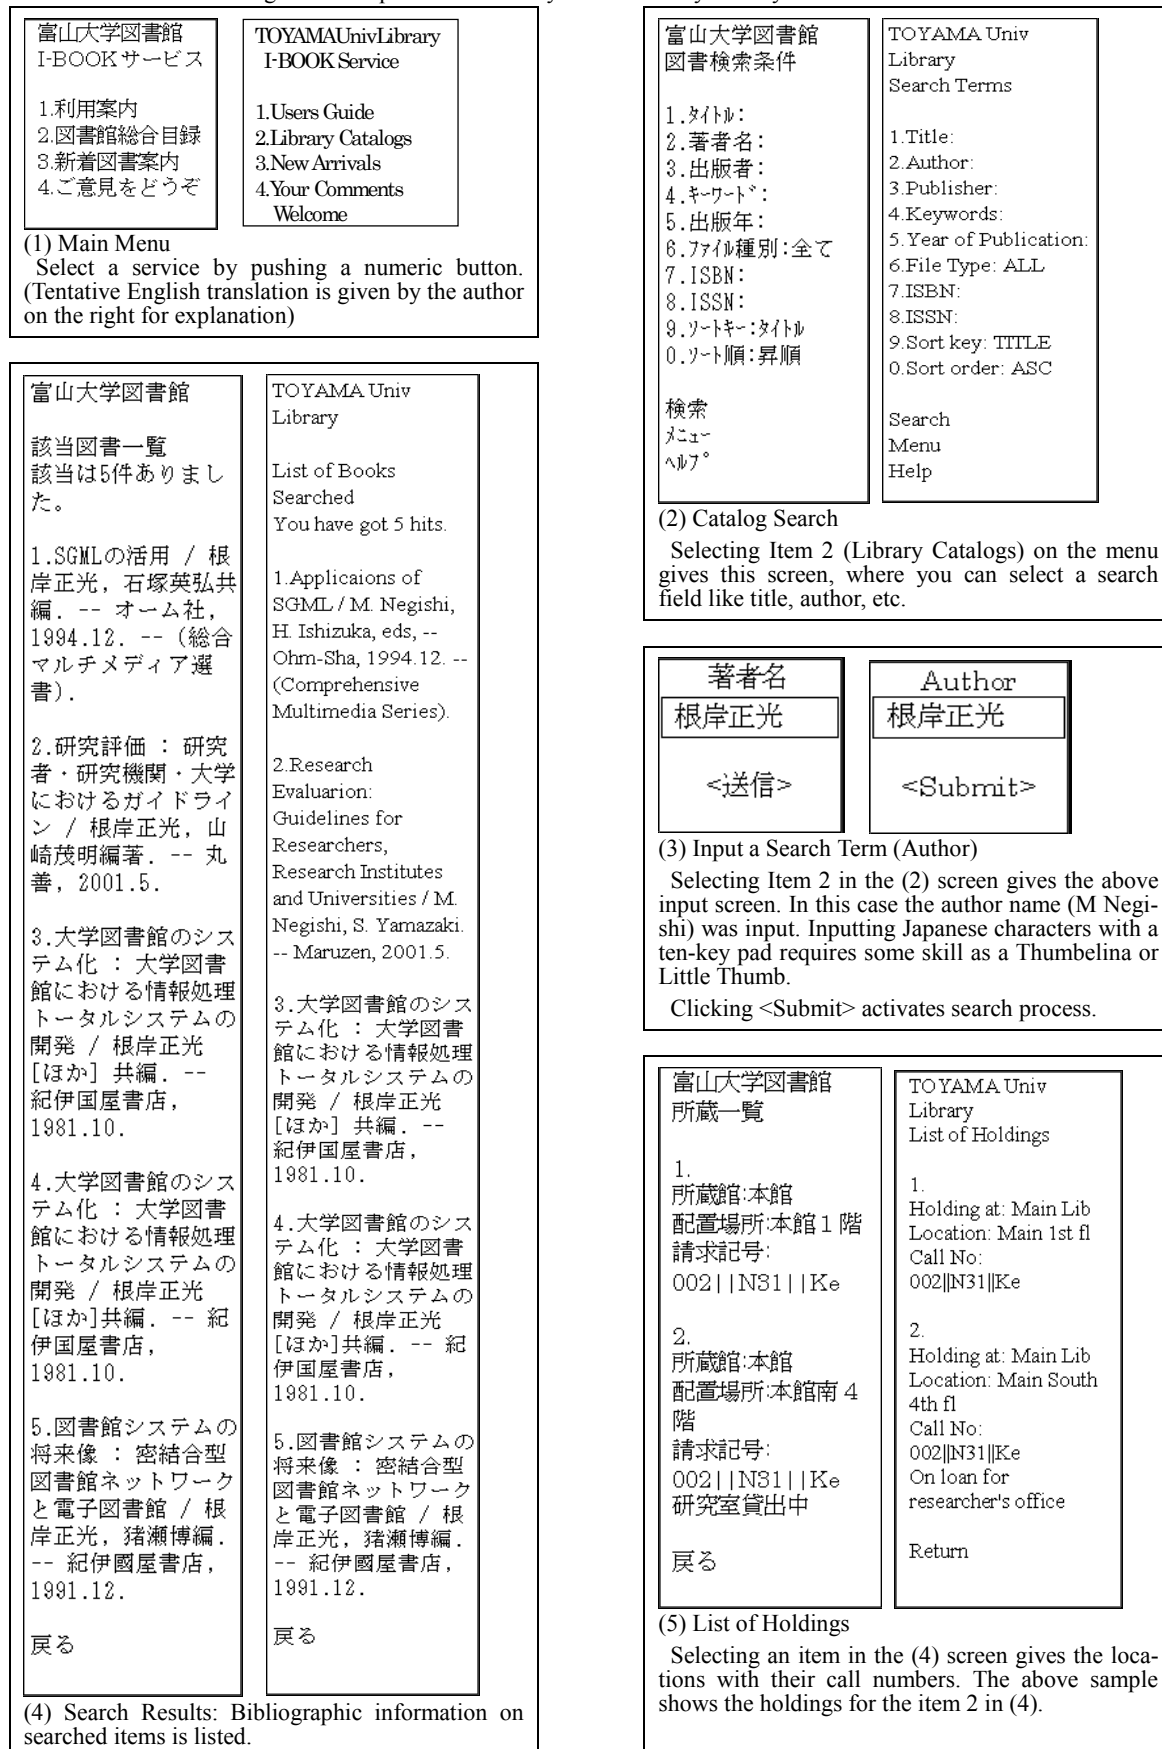 富山大学図書館
I-BOOKサービス
1.利用案内
2.図書館総合目録
3.新着図書案内
4.ご意見をどうぞ
TOYAMAUnivLibrary
I-BOOK Service
1.Users Guide
2.Library Catalogs
3.New Arrivals
4.Your Comments
Welcome
(1) Main Menu
Select a service by pushing a numeric button.
(Tentative English translation is given by the author
on the right for explanation)
富山大学図書館
図書検索条件
1.ﾀｲﾄﾙ:
2.著者名:
3.出版者:
4.ｷｰﾜｰﾄﾞ:
5.出版年:
6.ﾌｧｲﾙ種別:全て
7.ISBN:
8.ISSN:
9.ｿｰﾄｷｰ:ﾀｲﾄﾙ
0.ｿｰﾄ順:昇順
検索
ﾒﾆｭｰ
ﾍﾙﾌﾟ
TOYAMA Univ
Library
Search Terms
1.Title:
2.Author:
3.Publisher:
4.Keywords:
5.Year of Publication:
6.File Type: ALL
7.ISBN:
8.ISSN:
9.Sort key: TITLE
0.Sort order: ASC
Search
Menu
Help
(2) Catalog Search
Selecting Item 2 (Library Catalogs) on the menu
gives this screen, where you can select a search
field like title, author, etc.
著者名
根岸正光
<送信>
Author
根岸正光
<Submit>
(3) Input a Search Term (Author)
Selecting Item 2 in the (2) screen gives the above
input screen. In this case the author name (M Negi-
shi) was input. Inputting Japanese characters with a
ten-key pad requires some skill as a Thumbelina or
Little Thumb.
Clicking <Submit> activates search process.
富山大学図書館
該当図書一覧
該当は5件ありまし
た。
1.SGMLの活用 / 根
岸正光, 石塚英弘共
編. -- オーム社,
1994.12. -- (総合
マルチメディア選
書).
2.研究評価 : 研究
者・研究機関・大学
におけるガイドライ
ン / 根岸正光, 山
崎茂明編著. -- 丸
善, 2001.5.
3.大学図書館のシス
テム化 : 大学図書
館における情報処理
トータルシステムの
開発 / 根岸正光
[ほか] 共編. --
紀伊国屋書店,
1981.10.
4.大学図書館のシス
テム化 : 大学図書
館における情報処理
トータルシステムの
開発 / 根岸正光
[ほか]共編. -- 紀
伊国屋書店,
1981.10.
5.図書館システムの
将来像 : 密結合型
図書館ネットワーク
と電子図書館 / 根
岸正光, 猪瀬博編.
-- 紀伊國屋書店,
1991.12.
戻る
TOYAMA Univ
Library
List of Books
Searched
You have got 5 hits.
1.Applicaions of
SGML / M. Negishi,
H. Ishizuka, eds, --
Ohm-Sha, 1994.12. --
(Comprehensive
Multimedia Series).
2.Research
Evaluarion:
Guidelines for
Researchers,
Research Institutes
and Universities / M.
Negishi, S. Yamazaki.
-- Maruzen, 2001.5.
3.大学図書館のシス
テム化 : 大学図書
館における情報処理
トータルシステムの
開発 / 根岸正光
[ほか] 共編. --
紀伊国屋書店,
1981.10.
4.大学図書館のシス
テム化 : 大学図書
館における情報処理
トータルシステムの
開発 / 根岸正光
[ほか]共編. -- 紀
伊国屋書店,
1981.10.
5.図書館システムの
将来像 : 密結合型
図書館ネットワーク
と電子図書館 / 根
岸正光, 猪瀬博編.
-- 紀伊國屋書店,
1991.12.
戻る
(4) Search Results: Bibliographic information on
searched items is listed.
富山大学図書館
所蔵一覧
1.
所蔵館:本館
配置場所:本館１階
請求記号:
002||N31||Ke
2.
所蔵館:本館
配置場所:本館南４
階
請求記号:
002||N31||Ke
研究室貸出中
戻る
TOYAMA Univ
Library
List of Holdings
1.
Holding at: Main Lib
Location: Main 1st fl
Call No:
002||N31||Ke
2.
Holding at: Main Lib
Location: Main South
4th fl
Call No:
002||N31||Ke
On loan for
researcher's office
Return
(5) List of Holdings
Selecting an item in the (4) screen gives the loca-
tions with their call numbers. The above sample
shows the holdings for the item 2 in (4).